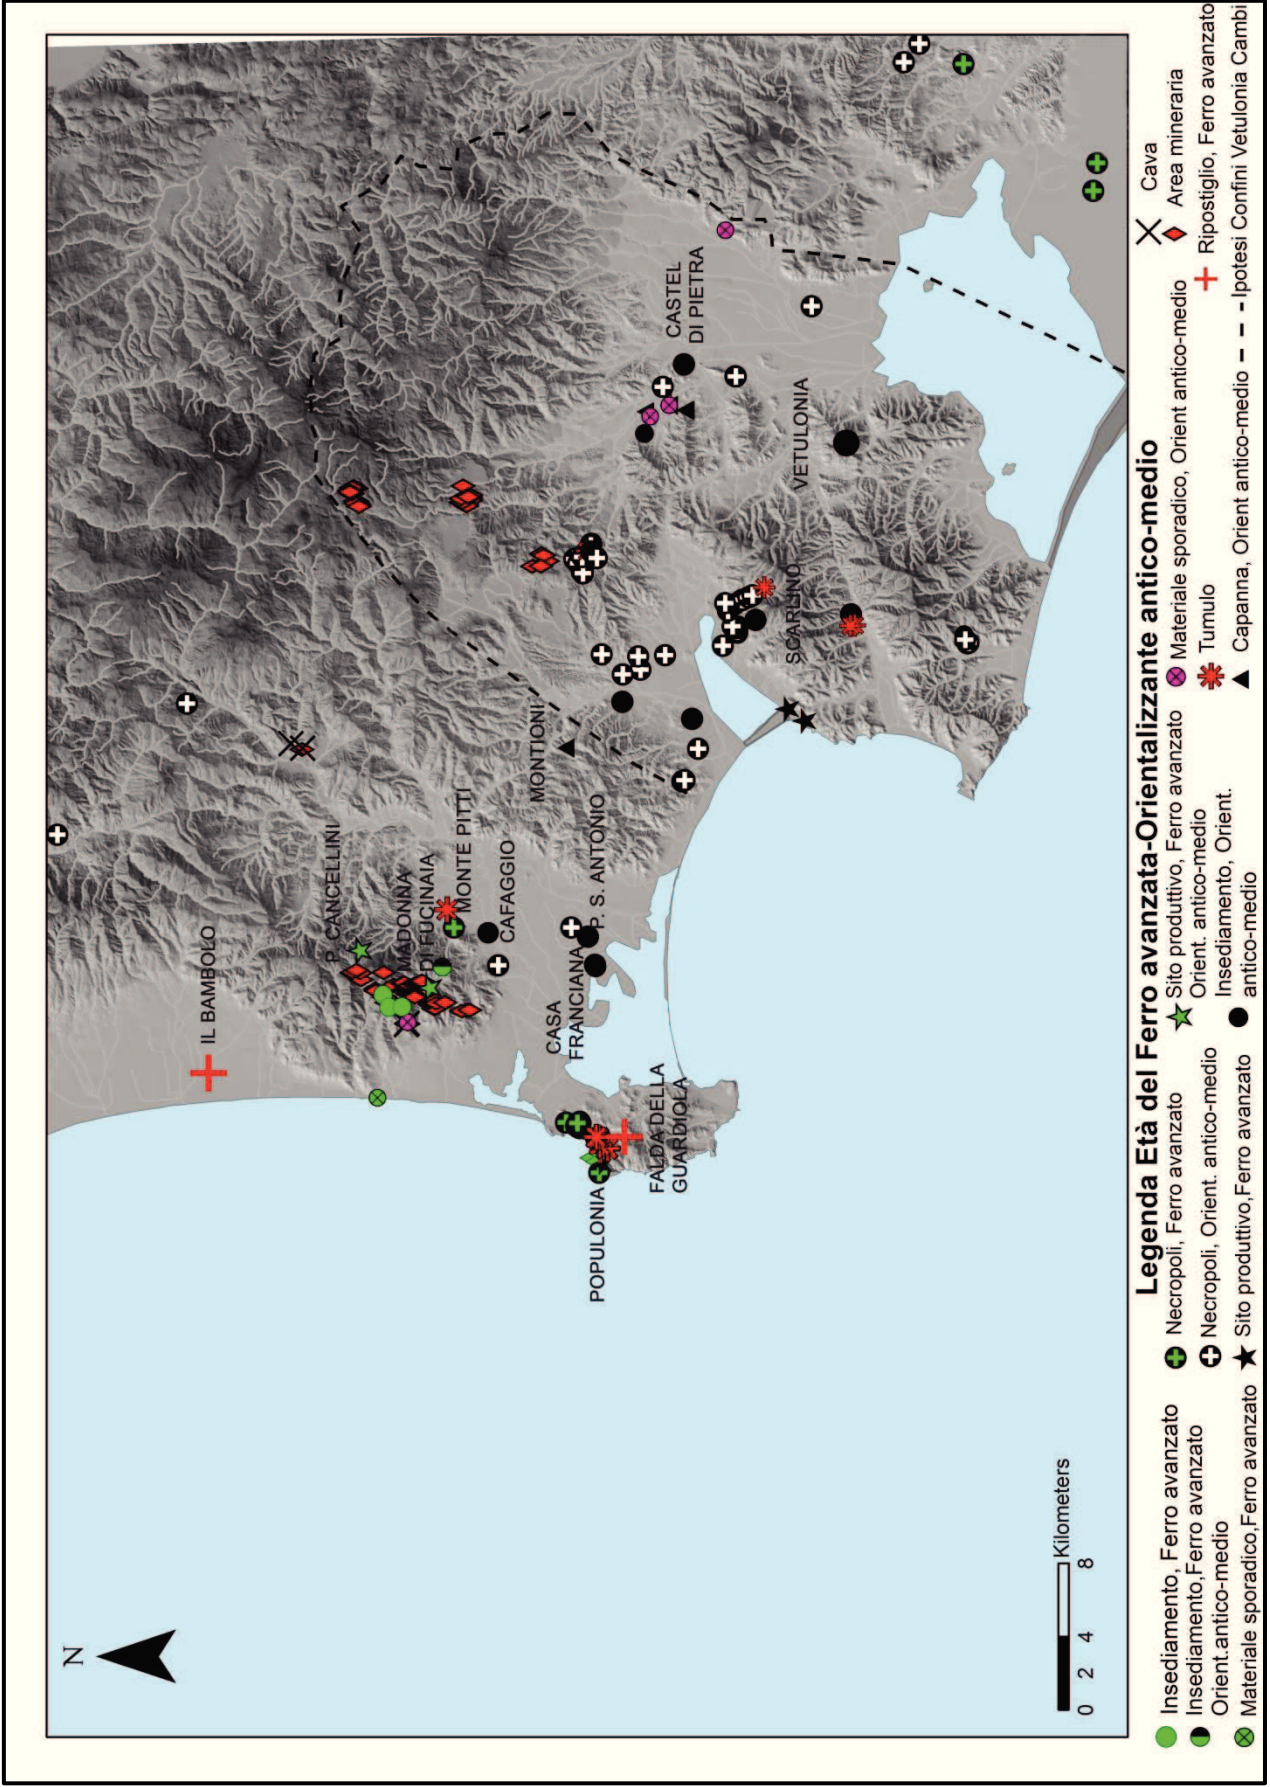 N
IL BAMBOLO
P. CANCELLINI
MADONNA
DI FUCINAIA
MONTE PITTI
CAFAGGIO
CASA
FRANCIANA
P. S. ANTONIO
MONTIONI
POPULONIA
FALDA DELLA
GUARDIOLA
SCARLINO
VETULONIA
CASTEL
DI PIETRA
Kilometers
0 2 4 8
Legenda Età del Ferro avanzata-Orientalizzante antico-medio
Insediamento, Ferro avanzato
Insediamento,Ferro avanzato
Orient.antico-medio
Materiale sporadico,Ferro avanzato
Necropoli, Ferro avanzato
Necropoli, Orient. antico-medio
Sito produttivo,Ferro avanzato
Sito produttivo, Ferro avanzato
Orient. antico-medio
Insediamento, Orient.
antico-medio
Materiale sporadico, Orient antico-medio
Tumulo
Capanna, Orient antico-medio
Cava
Area mineraria
Ripostiglio, Ferro avanzato
Ipotesi Confini Vetulonia Cambi